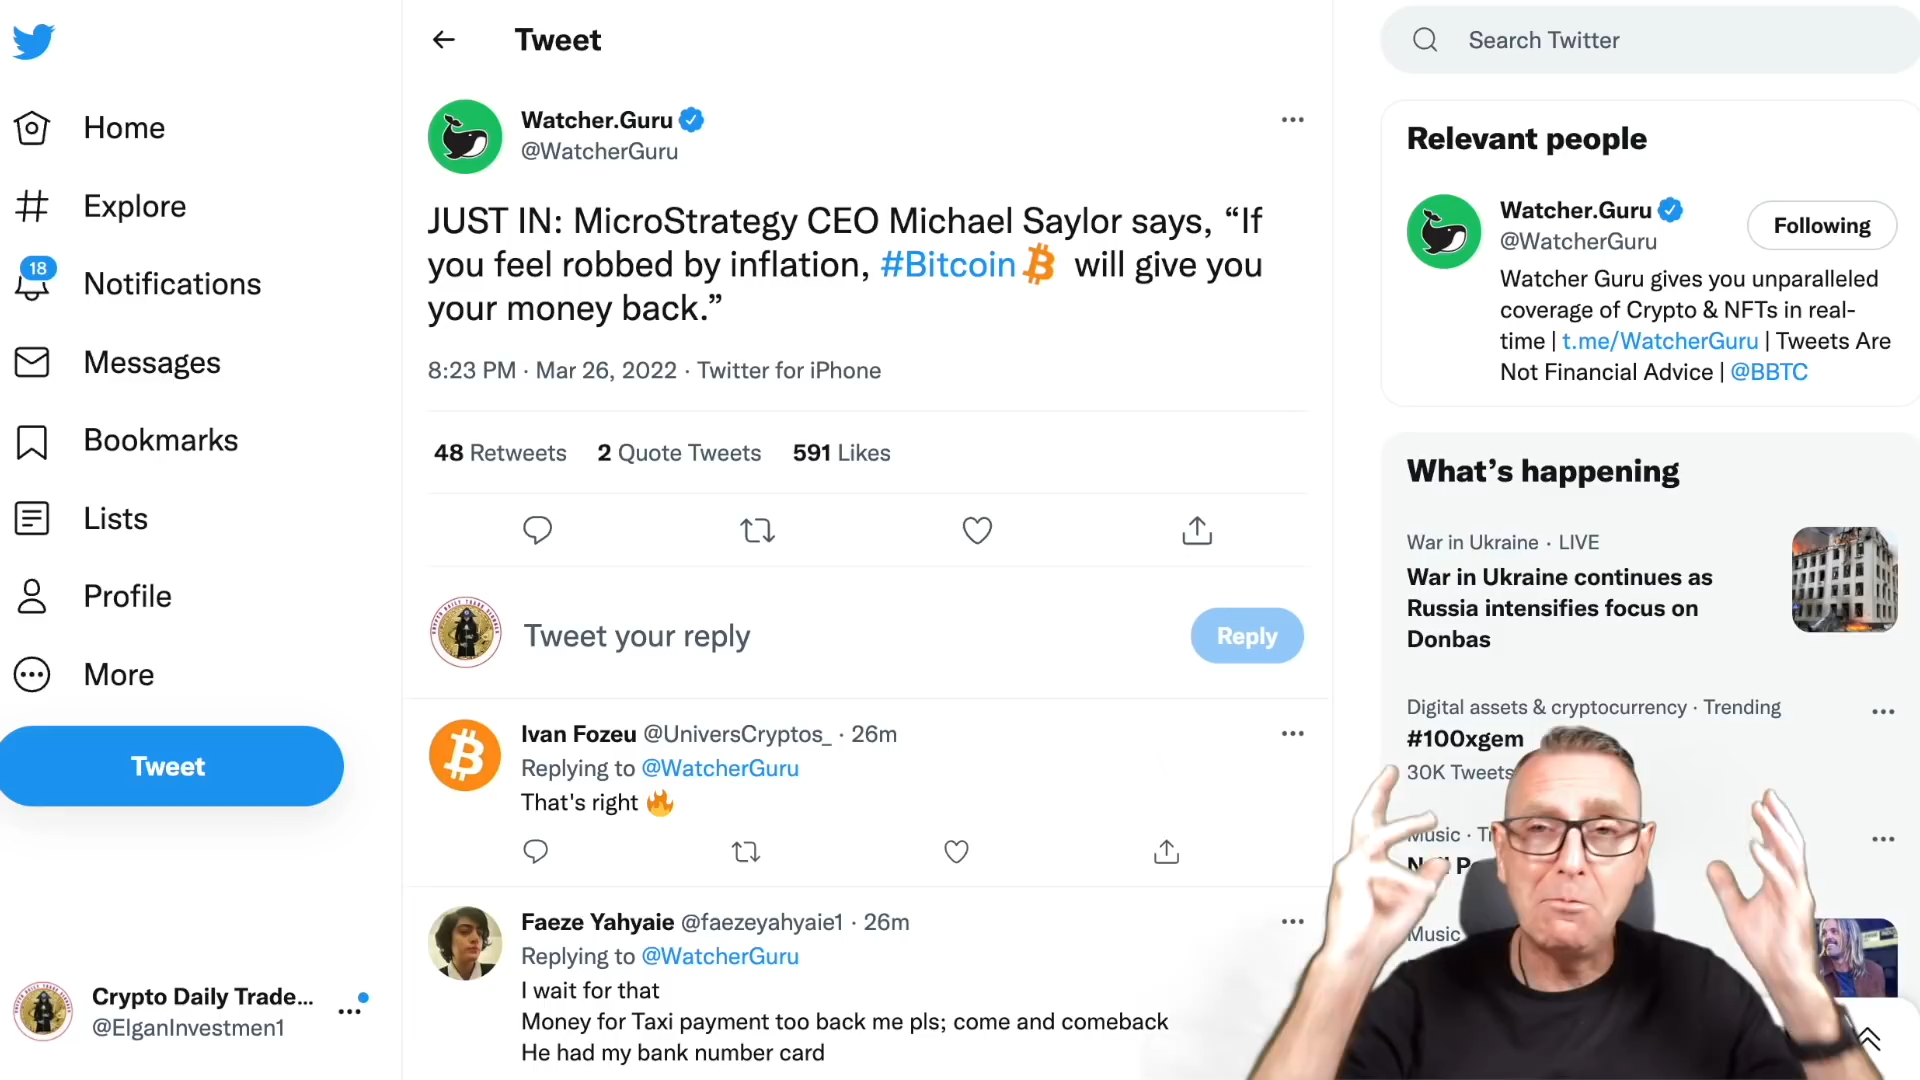 Home
Explore
18
Notifications
Messages
Bookmarks
Lists
Profile
More
Tweet
Crypto Daily Trade...
@ElganInvestmen1
Tweet
Watcher.Guru
@WatcherGuru
JUST IN: MicroStrategy CEO Michael Saylor says, “If
you feel robbed by inflation, #Bitcoin will give you
your money back.”
8:23 PM · Mar 26, 2022 · Twitter for iPhone
48 Retweets 2 Quote Tweets 591 Likes
Tweet your reply
Reply
Ivan Fozeu @UniversCryptos_ · 26m
Replying to @WatcherGuru
That's right 🔥
Faeze Yahyaie @faezeyahyaie1 · 26m
Replying to @WatcherGuru
I wait for that
Money for Taxi payment too back me pls; come and comeback
He had my bank number card
Search Twitter
Relevant people
Watcher.Guru
@WatcherGuru
Following
Watcher Guru gives you unparalleled
coverage of Crypto & NFTs in real-
time | t.me/WatcherGuru | Tweets Are
Not Financial Advice | @BBTC
What’s happening
War in Ukraine · LIVE
War in Ukraine continues as
Russia intensifies focus on
Donbas
Digital assets & cryptocurrency · Trending
#100xgem
30K Tweets
Music
Music